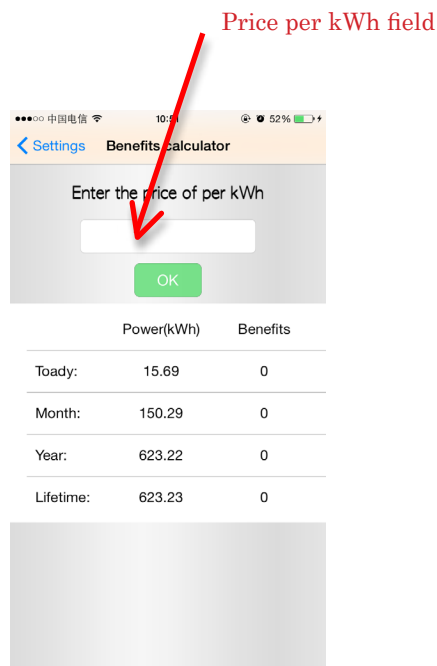 Price per kWh field
中国电信 10:51 52%
Settings Benefits calculator
Enter the price of per kWh
OK
Power(kWh) Benefits
Toady: 15.69 0
Month: 150.29 0
Year: 623.22 0
Lifetime: 623.23 0